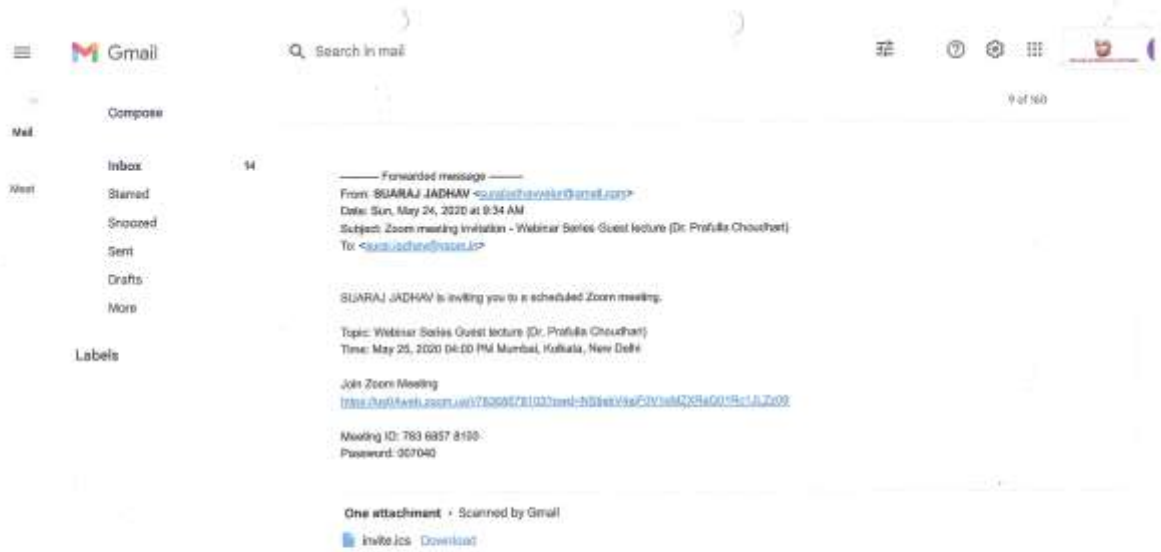 Gmail
Search in mail
9 of 160
Compose
Mail
Inbox 14
Meet
Starred
Snoozed
Sent
Drafts
More
Labels
Forwarded message
From: SUARAJ JADHAV
Date: Sun, May 24, 2020 at 9:34 AM
Subject: Zoom meeting invitation - Webinar Series Guest lecture (Dr. Prafulla Choudhari)
To:
SUARAJ JADHAV is inviting you to a scheduled Zoom meeting.
Topic: Webinar Series Guest lecture (Dr. Prafulla Choudhari)
Time: May 25, 2020 04:00 PM Mumbai, Kolkata, New Delhi
Join Zoom Meeting
Meeting ID: 783 6857 8103
Password: 007040
One attachment • Scanned by Gmail
invite.ics Download